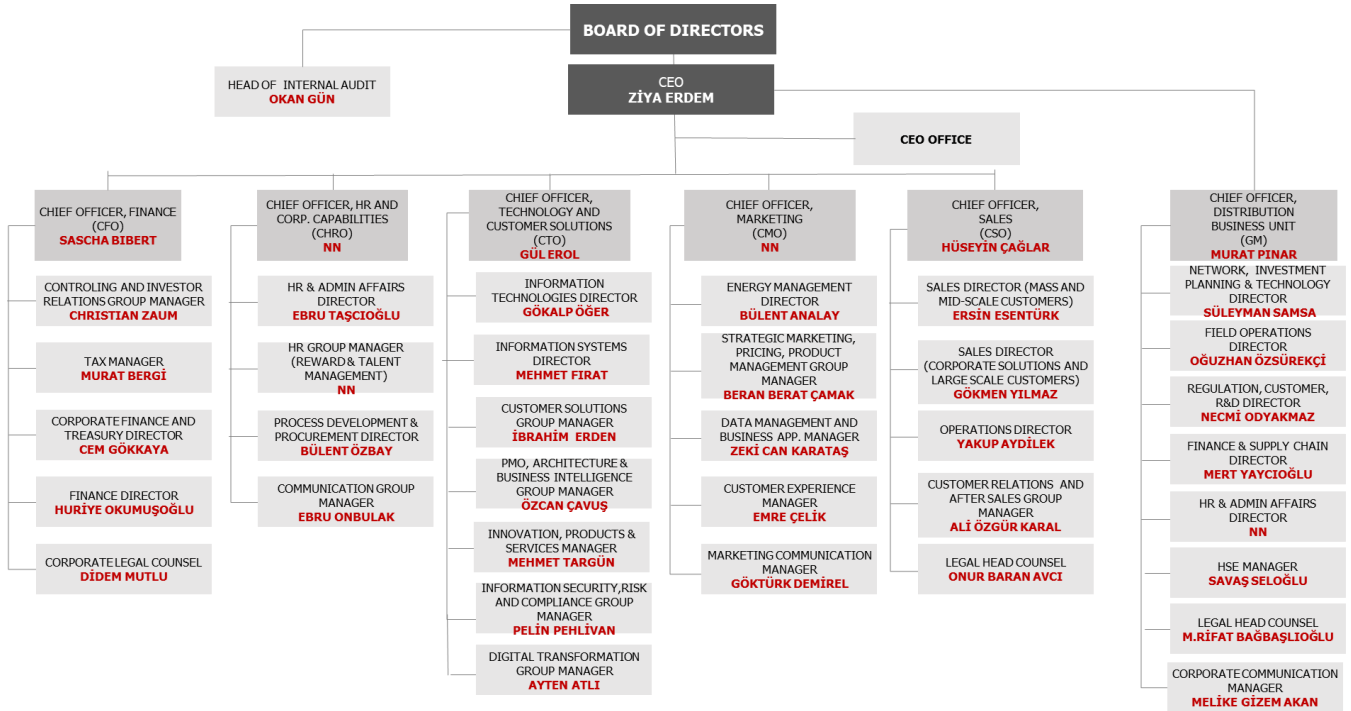 BOARD OF DIRECTORS
HEAD OF INTERNAL AUDIT
OKAN GÜN
CEO
ZİYA ERDEM
CEO OFFICE
CHIEF OFFICER, FINANCE
(CFO)
SASCHA BIBERT
CONTROLING AND INVESTOR
RELATIONS GROUP MANAGER
CHRISTIAN ZAUM
TAX MANAGER
MURAT BERGİ
CORPORATE FINANCE AND
TREASURY DIRECTOR
CEM GÖKKAYA
FINANCE DIRECTOR
HURİYE OKUMUŞOĞLU
CORPORATE LEGAL COUNSEL
DİDEM MUTLU
CHIEF OFFICER, HR AND
CORP. CAPABILITIES
(CHRO)
NN
HR & ADMIN AFFAIRS
DIRECTOR
EBRU TAŞCIOĞLU
HR GROUP MANAGER
(REWARD & TALENT
MANAGEMENT)
NN
PROCESS DEVELOPMENT &
PROCUREMENT DIRECTOR
BÜLENT ÖZBAY
COMMUNICATION GROUP
MANAGER
EBRU ONBULAK
CHIEF OFFICER,
TECHNOLOGY AND
CUSTOMER SOLUTIONS
(CTO)
GÜL EROL
INFORMATION
TECHNOLOGIES DIRECTOR
GÖKALP ÖĞER
INFORMATION SYSTEMS
DIRECTOR
MEHMET FIRAT
CUSTOMER SOLUTIONS
GROUP MANAGER
İBRAHİM ERDEN
PMO, ARCHITECTURE &
BUSINESS INTELLIGENCE
GROUP MANAGER
ÖZCAN ÇAVUŞ
INNOVATION, PRODUCTS &
SERVICES MANAGER
MEHMET TARGÜN
INFORMATION SECURITY,RISK
AND COMPLIANCE GROUP
MANAGER
PELİN PEHLİVAN
DIGITAL TRANSFORMATION
GROUP MANAGER
AYTEN ATLI
CHIEF OFFICER,
MARKETING
(CMO)
NN
ENERGY MANAGEMENT
DIRECTOR
BÜLENT ANALAY
STRATEGIC MARKETING,
PRICING, PRODUCT
MANAGEMENT GROUP
MANAGER
BERAN BERAT ÇAMAK
DATA MANAGEMENT AND
BUSINESS APP. MANAGER
ZEKİ CAN KARATAŞ
CUSTOMER EXPERIENCE
MANAGER
EMRE ÇELİK
MARKETING COMMUNICATION
MANAGER
GÖKTÜRK DEMİREL
CHIEF OFFICER,
SALES
(CSO)
HÜSEYİN ÇAĞLAR
SALES DIRECTOR (MASS AND
MID-SCALE CUSTOMERS)
ERSİN ESENTÜRK
SALES DIRECTOR
(CORPORATE SOLUTIONS AND
LARGE SCALE CUSTOMERS)
GÖKMEN YILMAZ
OPERATIONS DIRECTOR
YAKUP AYDİLEK
CUSTOMER RELATIONS AND
AFTER SALES GROUP
MANAGER
ALİ ÖZGÜR KARAL
LEGAL HEAD COUNSEL
ONUR BARAN AVCI
CHIEF OFFICER,
DISTRIBUTION
BUSINESS UNIT
(GM)
MURAT PINAR
NETWORK, INVESTMENT
PLANNING & TECHNOLOGY
DIRECTOR
SÜLEYMAN SAMSA
FIELD OPERATIONS
DIRECTOR
OĞUZHAN ÖZSÜREKÇİ
REGULATION, CUSTOMER,
R&D DIRECTOR
NECMİ ODYAKMAZ
FINANCE & SUPPLY CHAIN
DIRECTOR
MERT YAYCIOĞLU
HR & ADMIN AFFAIRS
DIRECTOR
NN
HSE MANAGER
SAVAŞ SELOĞLU
LEGAL HEAD COUNSEL
M.RİFAT BAĞBAŞLIOĞLU
CORPORATE COMMUNICATION
MANAGER
MELİKE GİZEM AKAN